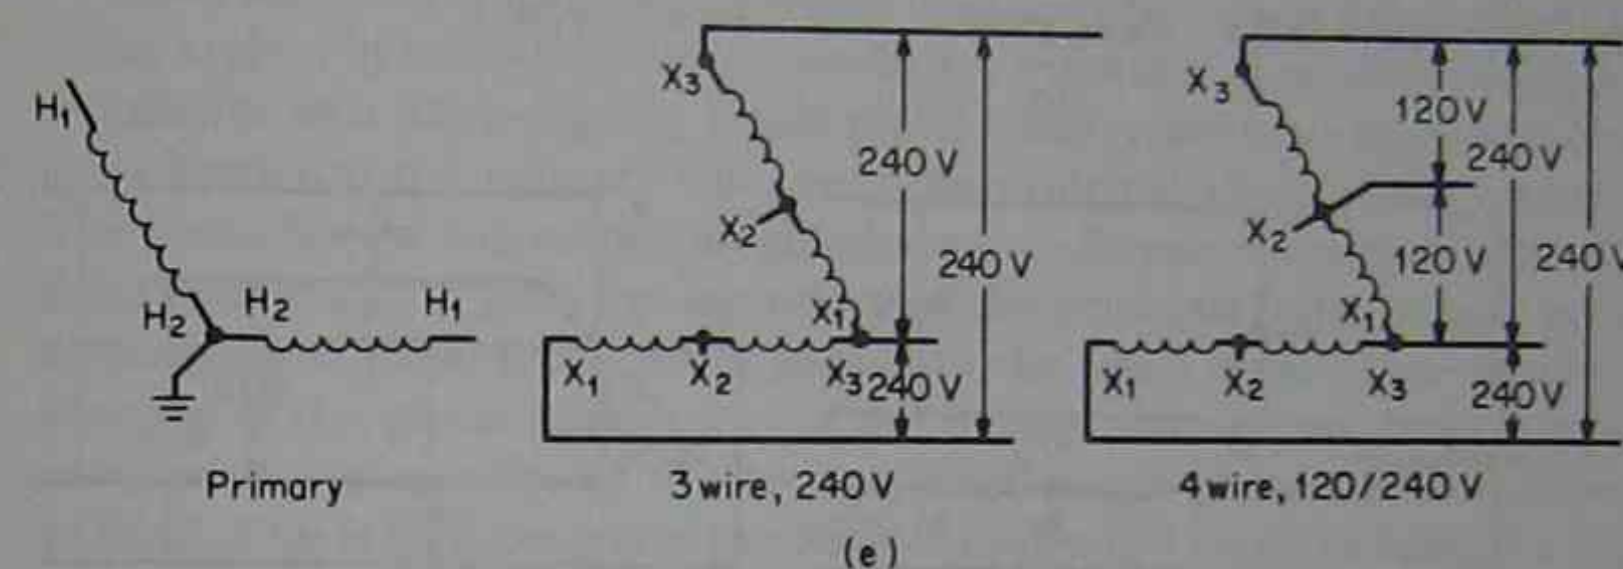 H₁
H₂ H₂ H₁
Primary
X₃
240 V
X₂
240 V
X₁
X₁ X₂ X₃ 240 V
3 wire, 240 V
X₃
120 V
240 V
X₂
120 V 240 V
X₁
X₁ X₂ X₃ 240 V
4 wire, 120/240 V
(e)